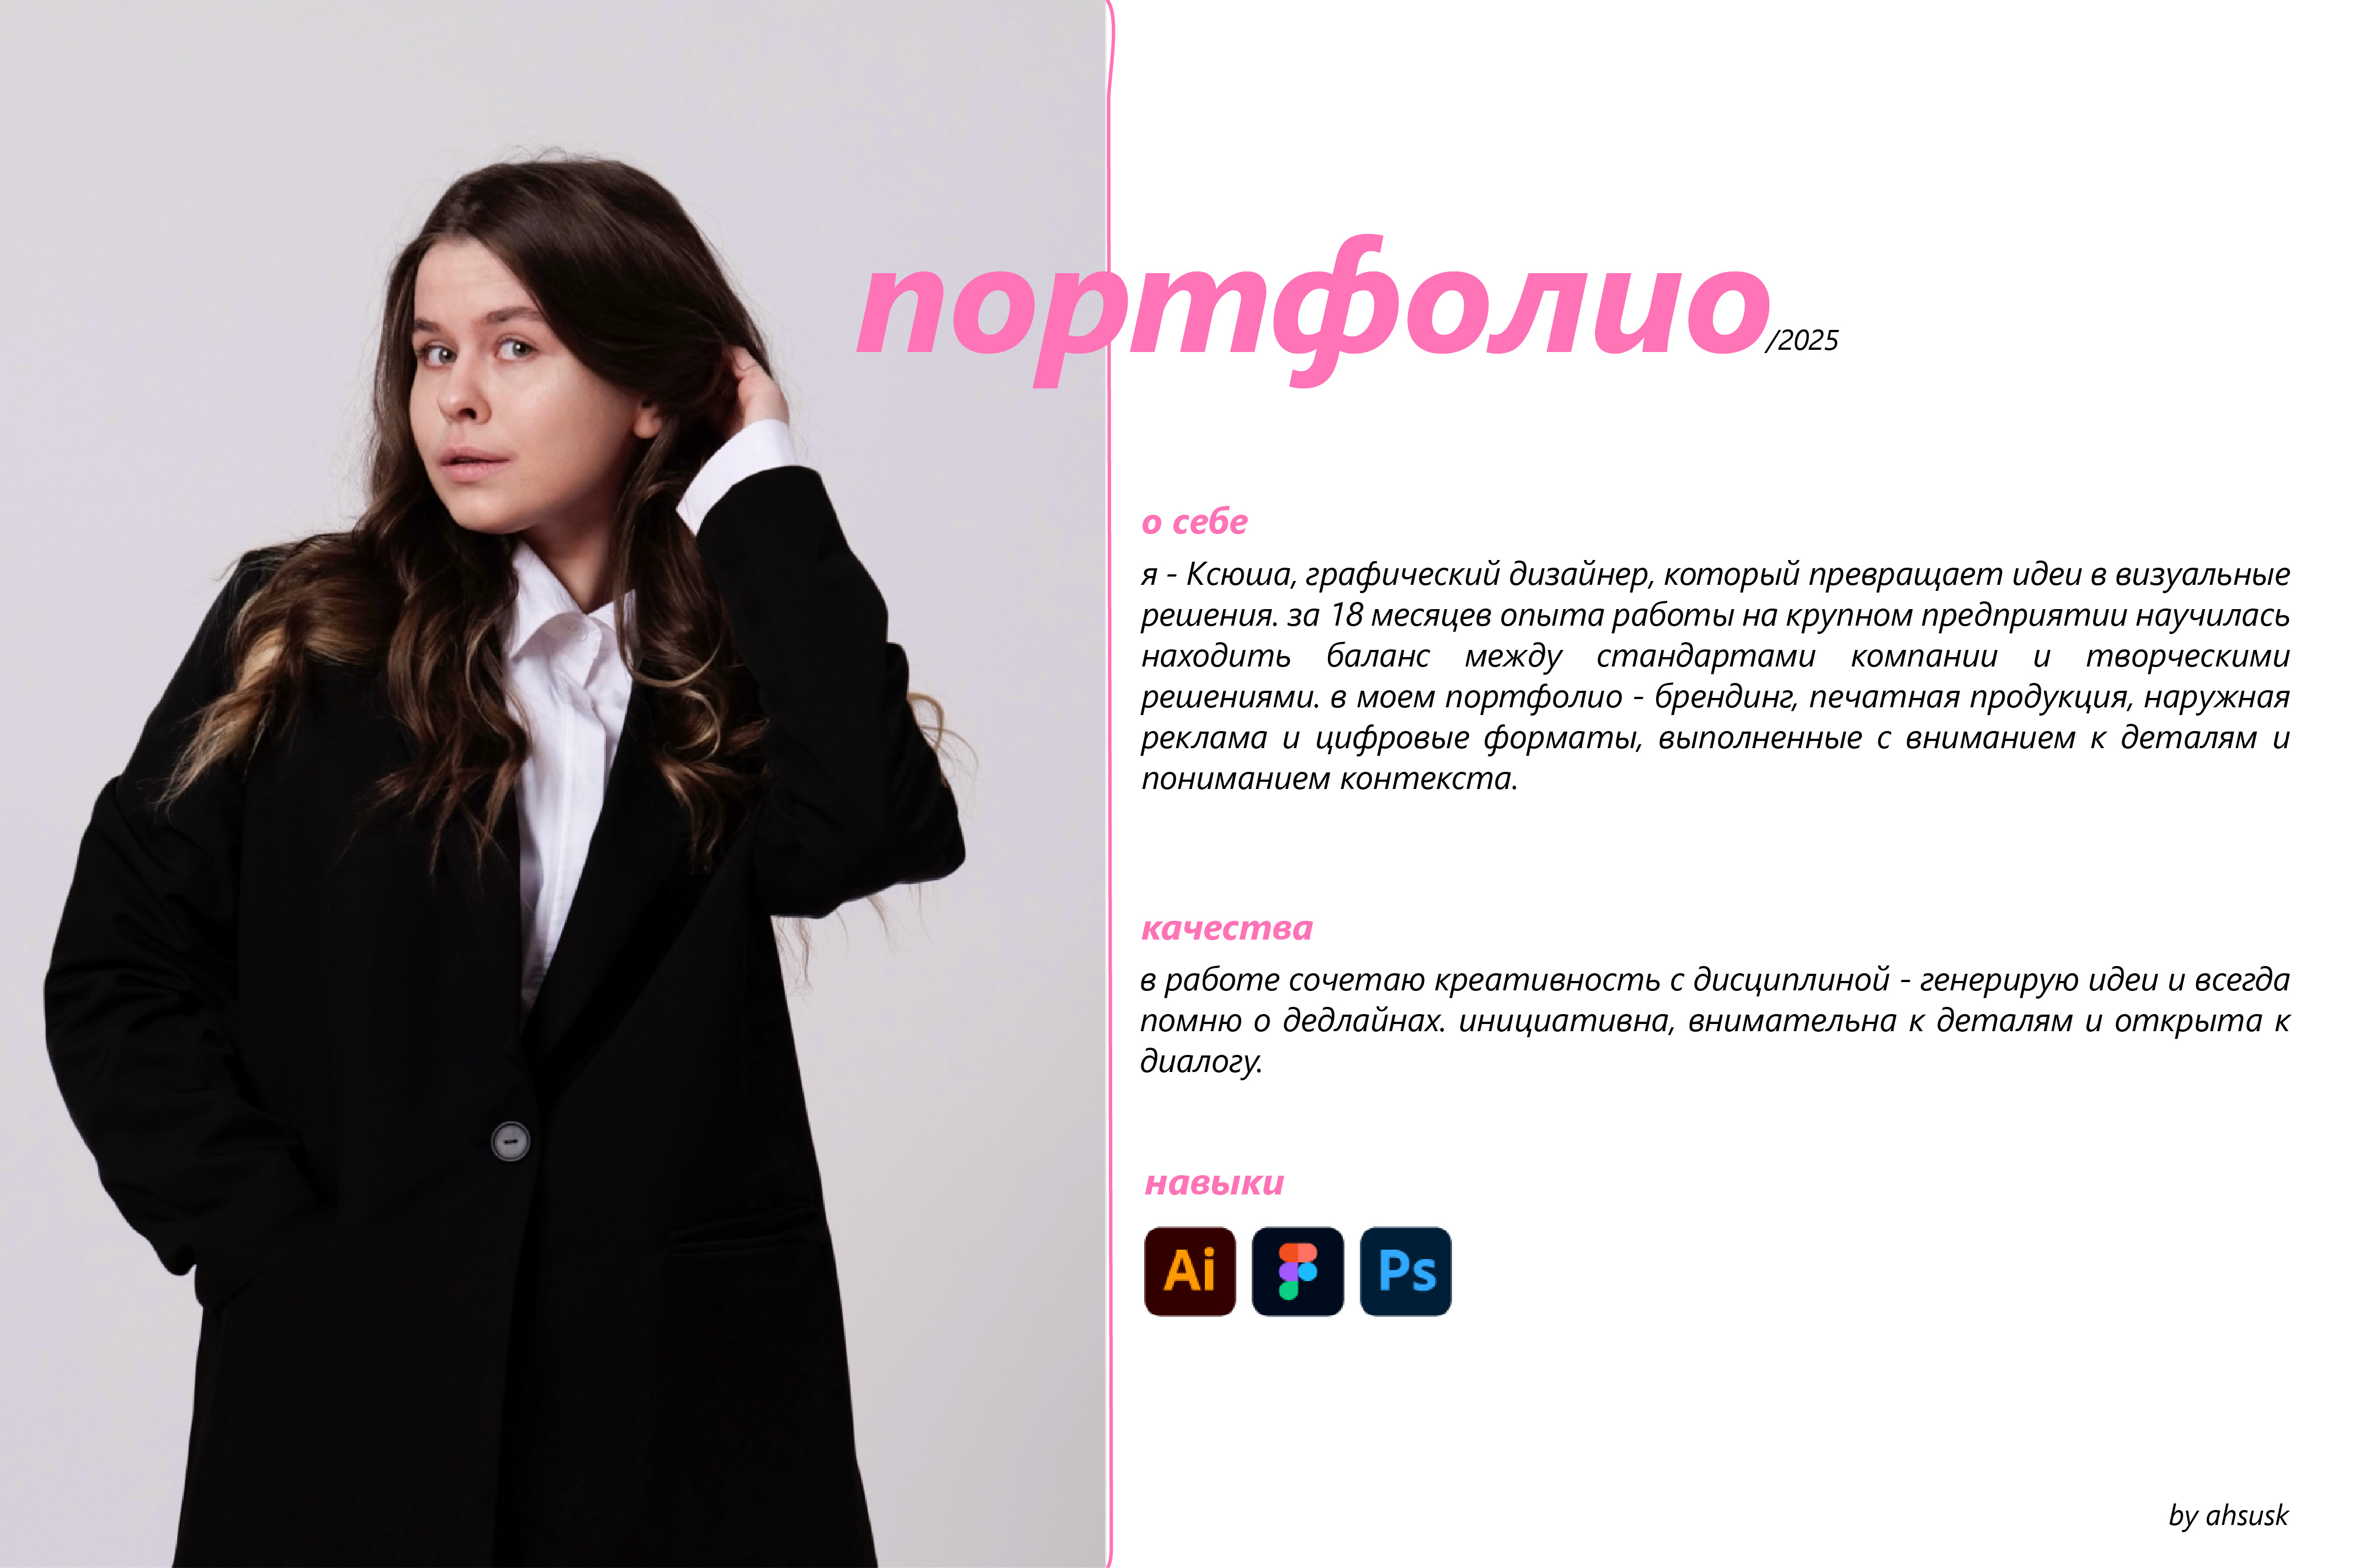 портфолио/2025
о себе
я - Ксюша, графический дизайнер, который превращает идеи в визуальные
решения. за 18 месяцев опыта работы на крупном предприятии научилась
находить баланс между стандартами компании и творческими
решениями. в моем портфолио - брендинг, печатная продукция, наружная
реклама и цифровые форматы, выполненные с вниманием к деталям и
пониманием контекста.
качества
в работе сочетаю креативность с дисциплиной - генерирую идеи и всегда
помню о дедлайнах. инициативна, внимательна к деталям и открыта к
диалогу.
навыки
Ai Ps
by ahsusk